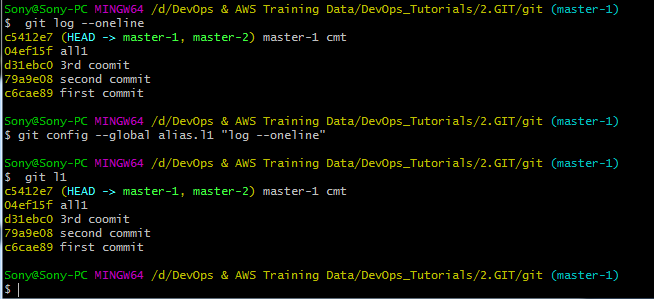 Sony@Sony-PC MINGW64 /d/DevOps & AWS Training Data/DevOps_Tutorials/2.GIT/git (master-1)
$  git log --oneline
c5412e7 (HEAD -> master-1, master-2) master-1 cmt
04ef15f all1
d31ebc0 3rd coomit
79a9e08 second commit
c6cae89 first commit
Sony@Sony-PC MINGW64 /d/DevOps & AWS Training Data/DevOps_Tutorials/2.GIT/git (master-1)
$ git config --global alias.l1 "log --oneline"
Sony@Sony-PC MINGW64 /d/DevOps & AWS Training Data/DevOps_Tutorials/2.GIT/git (master-1)
$  git l1
c5412e7 (HEAD -> master-1, master-2) master-1 cmt
04ef15f all1
d31ebc0 3rd coomit
79a9e08 second commit
c6cae89 first commit
Sony@Sony-PC MINGW64 /d/DevOps & AWS Training Data/DevOps_Tutorials/2.GIT/git (master-1)
$